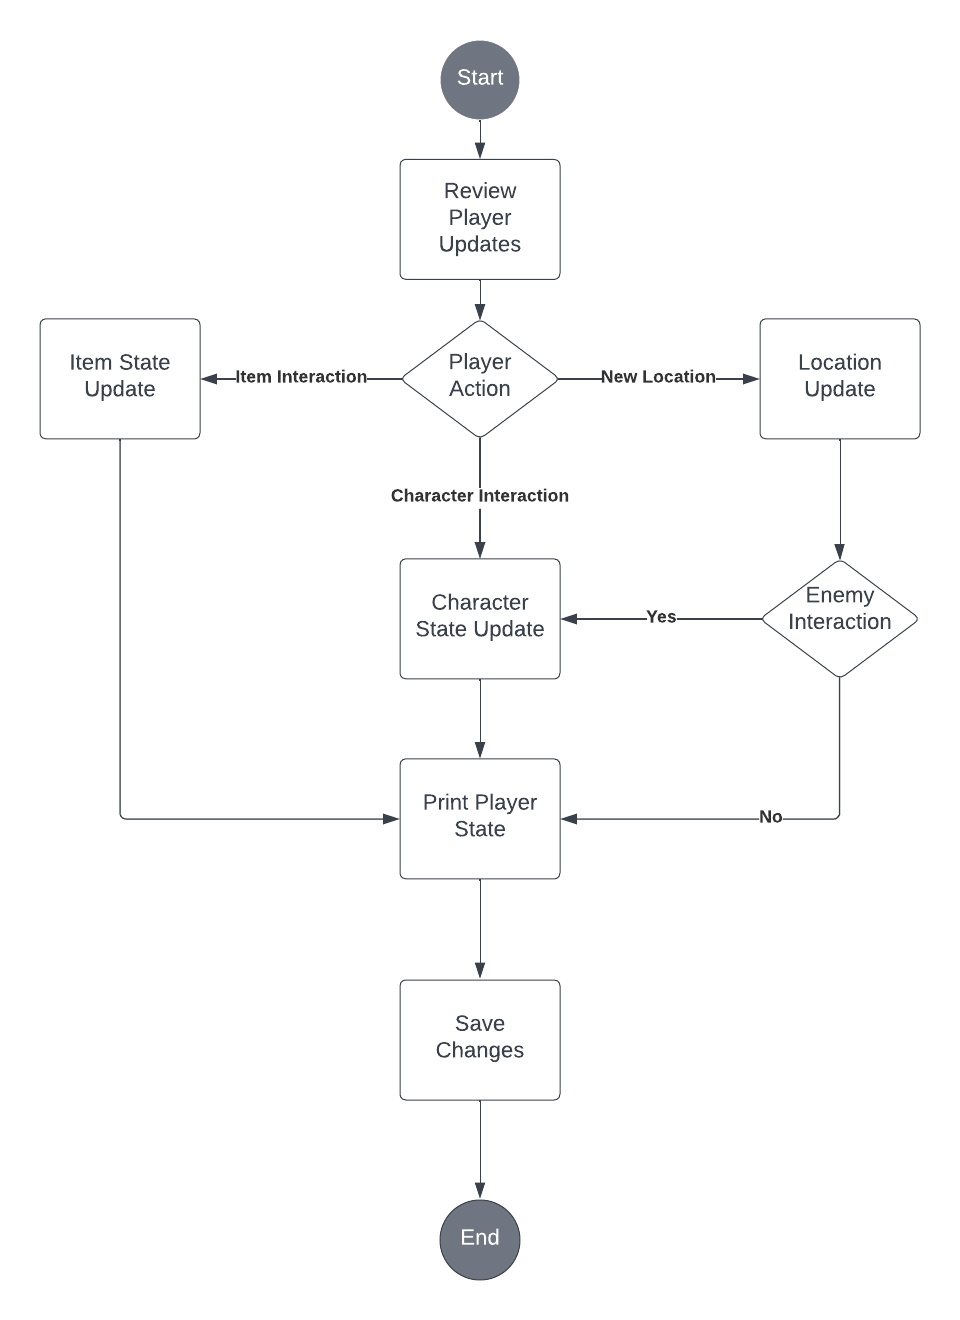 Start
Review
Player
Updates
Item State
Update
Item Interaction
Player
Action
New Location
Location
Update
Character Interaction
Character
State Update
Yes
Enemy
Interaction
Print Player
State
No
Save
Changes
End